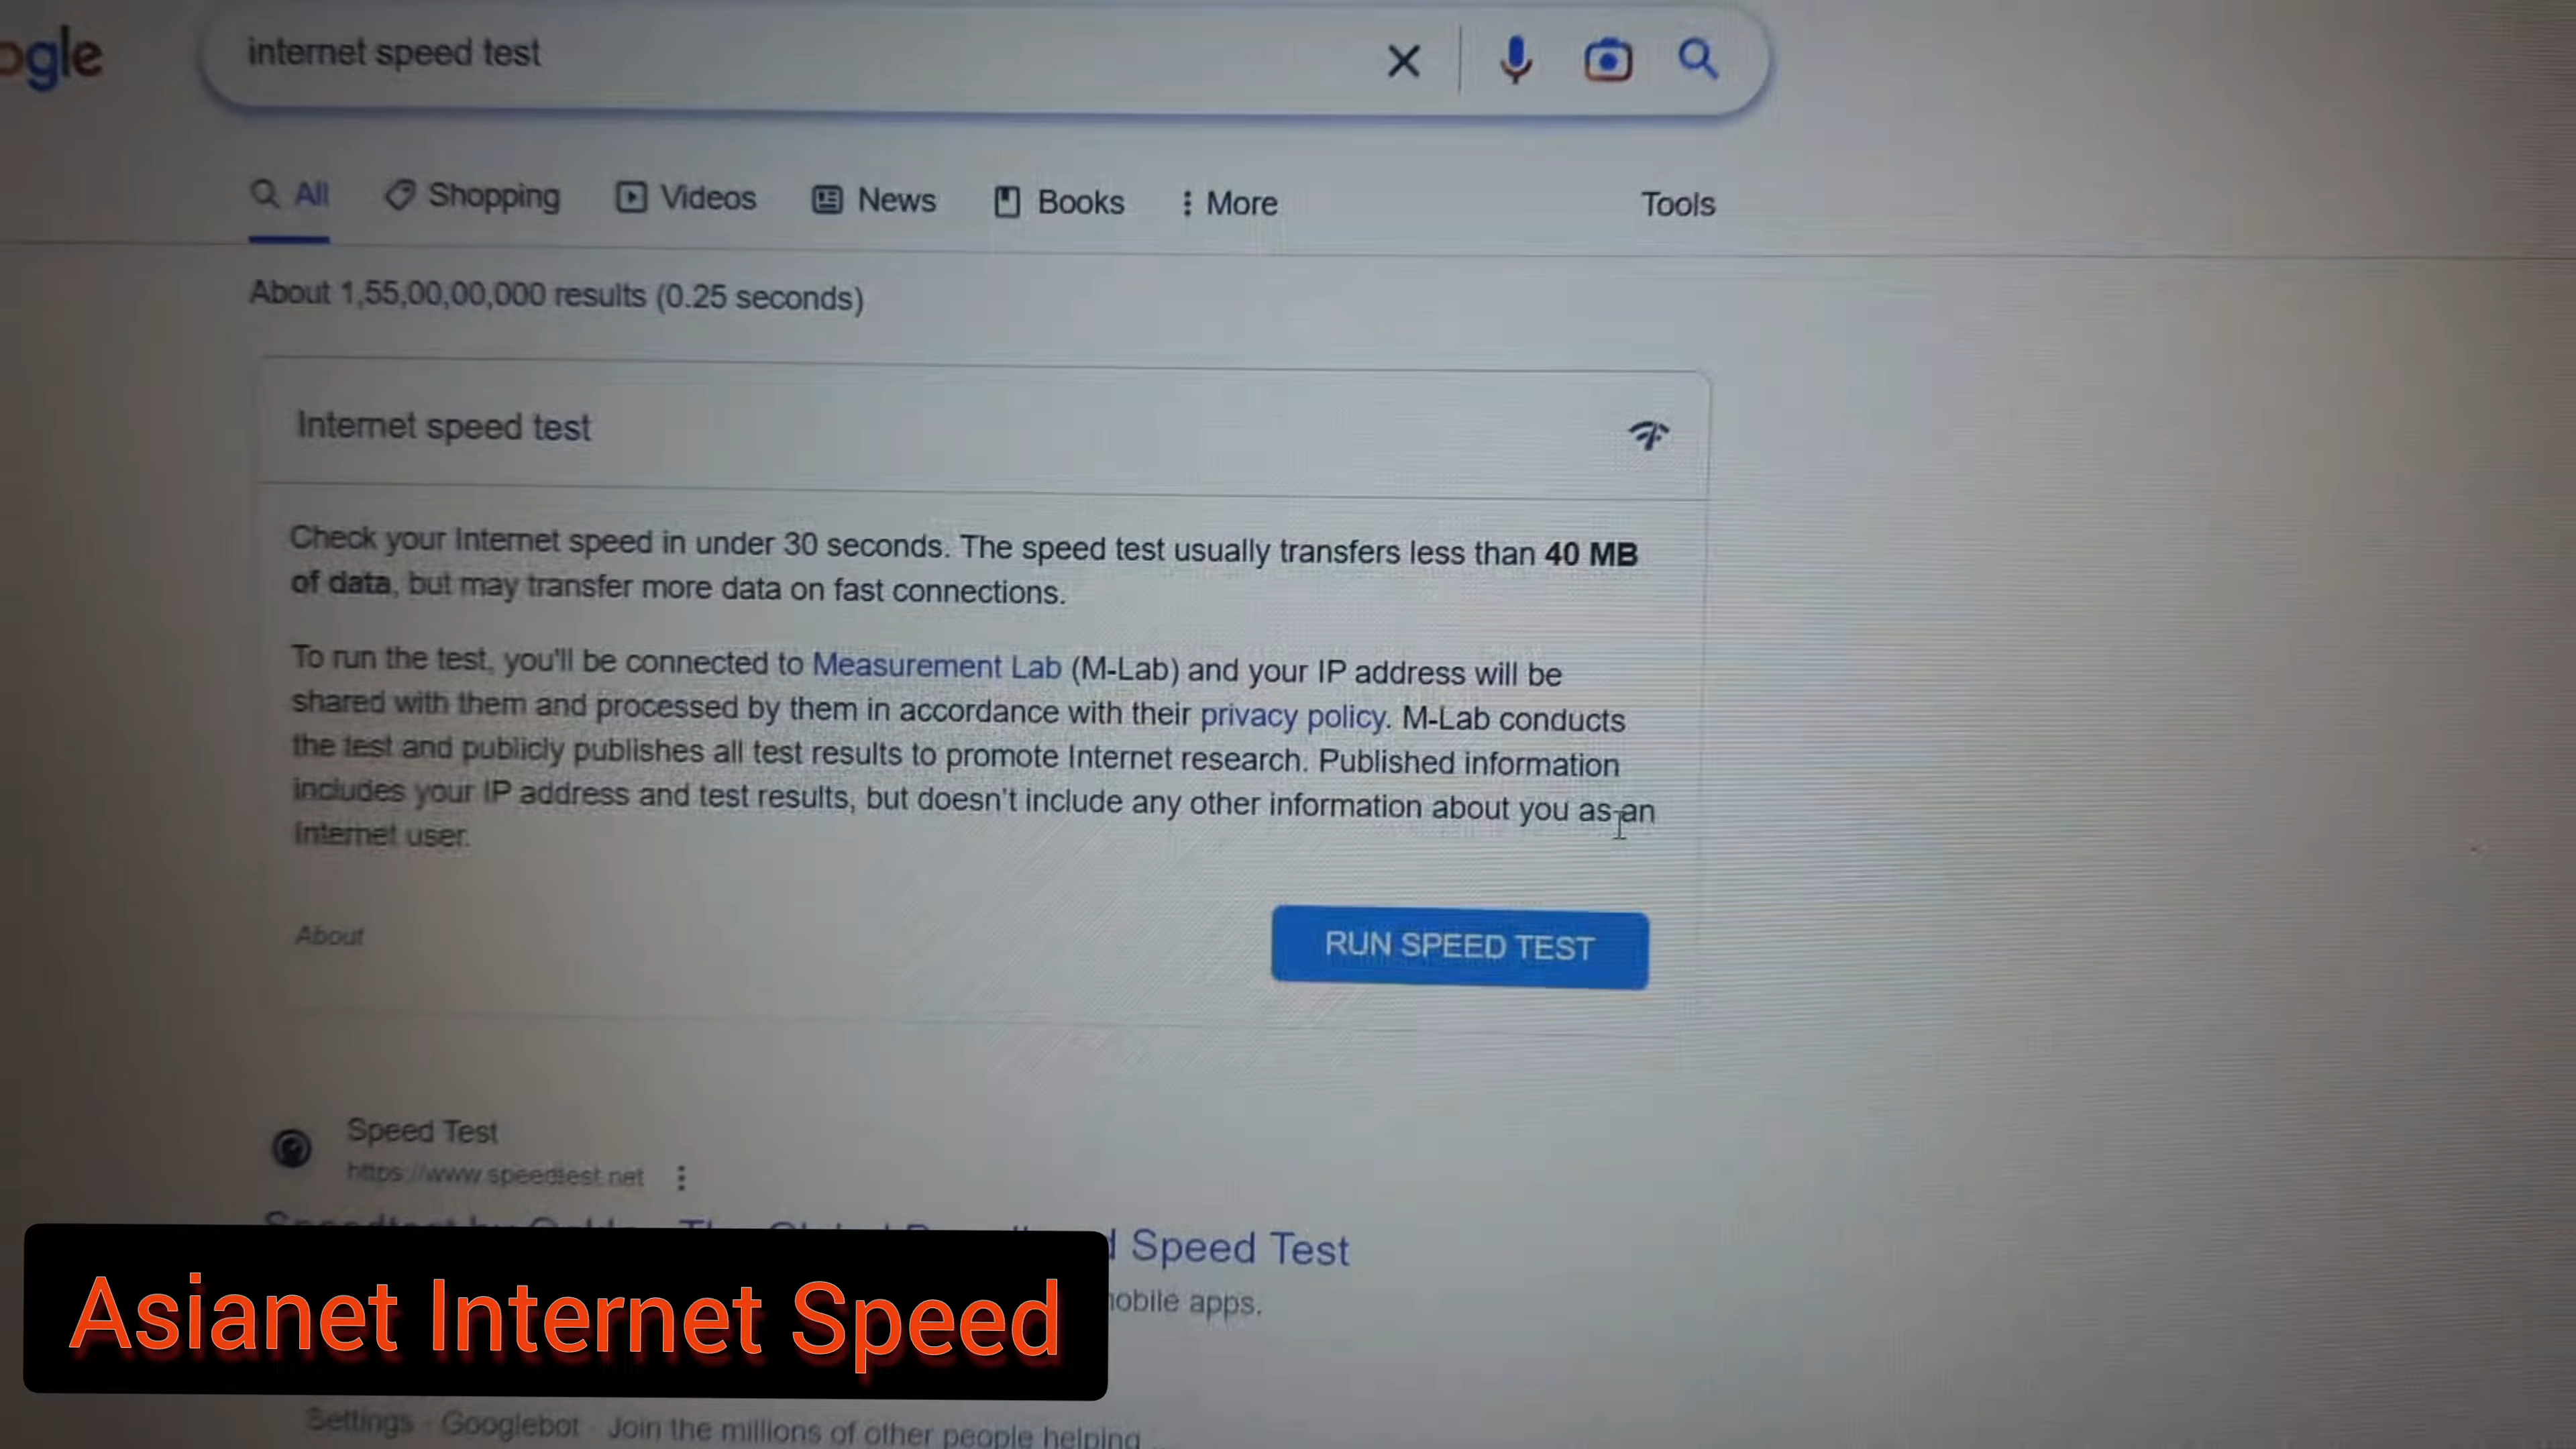 ogle
internet speed test
All Shopping Videos News Books More Tools
About 1,55,00,00,000 results (0.25 seconds)
Internet speed test
Check your Internet speed in under 30 seconds. The speed test usually transfers less than 40 MB
of data, but may transfer more data on fast connections.
To run the test, you'll be connected to Measurement Lab (M-Lab) and your IP address will be
shared with them and processed by them in accordance with their privacy policy. M-Lab conducts
the test and publicly publishes all test results to promote Internet research. Published information
includes your IP address and test results, but doesn't include any other information about you as an
Internet user.
About
RUN SPEED TEST
Speed Test
https://www.speedtest.net
Speed Test
mobile apps.
Asianet Internet Speed
Settings · Googlebot · Join the millions of other people helping ...